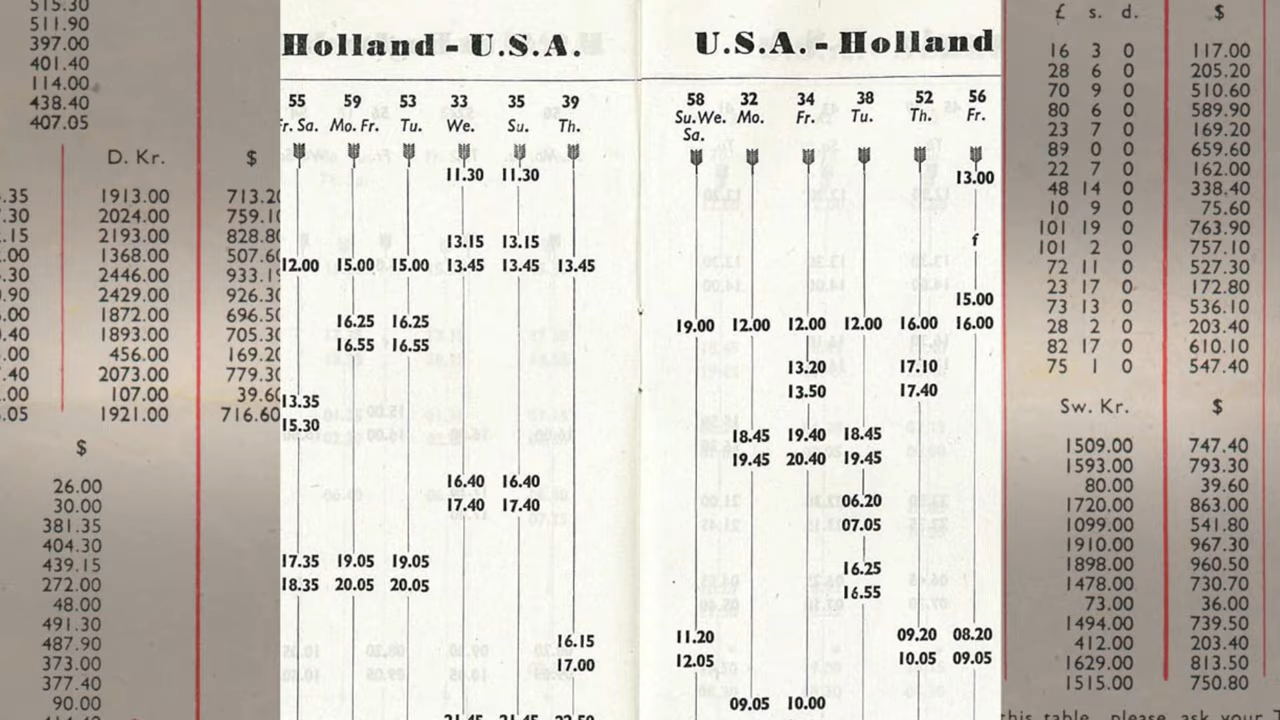 515.30
511.90
397.00
401.40
114.00
438.40
407.05
D. Kr. $
.35 1913.00 713.20
.30 2024.00 759.10
.15 2193.00 828.80
.00 1368.00 507.60
.30 2446.00 933.19
.90 2429.00 926.30
.00 1872.00 696.50
.40 1893.00 705.30
.00 456.00 169.20
.40 2073.00 779.30
.00 107.00 39.60
.05 1921.00 716.60
$
26.00
30.00
381.35
404.30
439.15
272.00
48.00
491.30
487.90
373.00
377.40
90.00
Holland - U.S.A.
55 59 53 33 35 39
Fr. Sa. Mo. Fr. Tu. We. Su. Th.
11.30 11.30
13.15 13.15
12.00 15.00 15.00 13.45 13.45 13.45
16.25 16.25
16.55 16.55
13.35
15.30
16.40 16.40
17.40 17.40
17.35 19.05 19.05
18.35 20.05 20.05
16.15
17.00
U.S.A. - Holland
58 32 34 38 52 56
Su. We. Mo. Fr. Tu. Th. Fr.
Sa.
13.00
f
15.00
19.00 12.00 12.00 12.00 16.00 16.00
13.20 17.10
13.50 17.40
18.45 19.40 18.45
19.45 20.40 19.45
06.20
07.05
16.25
16.55
11.20 09.20 08.20
12.05 10.05 09.05
09.05 10.00
£ s. d. $
16 3 0 117.00
28 6 0 205.20
70 9 0 510.60
80 6 0 589.90
23 7 0 169.20
89 0 0 659.60
22 7 0 162.00
48 14 0 338.40
10 9 0 75.60
101 19 0 763.90
101 2 0 757.10
72 11 0 527.30
23 17 0 172.80
73 13 0 536.10
28 2 0 203.40
82 17 0 610.10
75 1 0 547.40
Sw. Kr. $
1509.00 747.40
1593.00 793.30
80.00 39.60
1720.00 863.00
1099.00 541.80
1910.00 967.30
1898.00 960.50
1478.00 730.70
73.00 36.00
1494.00 739.50
412.00 203.40
1629.00 813.50
1515.00 750.80
this table, please ask your